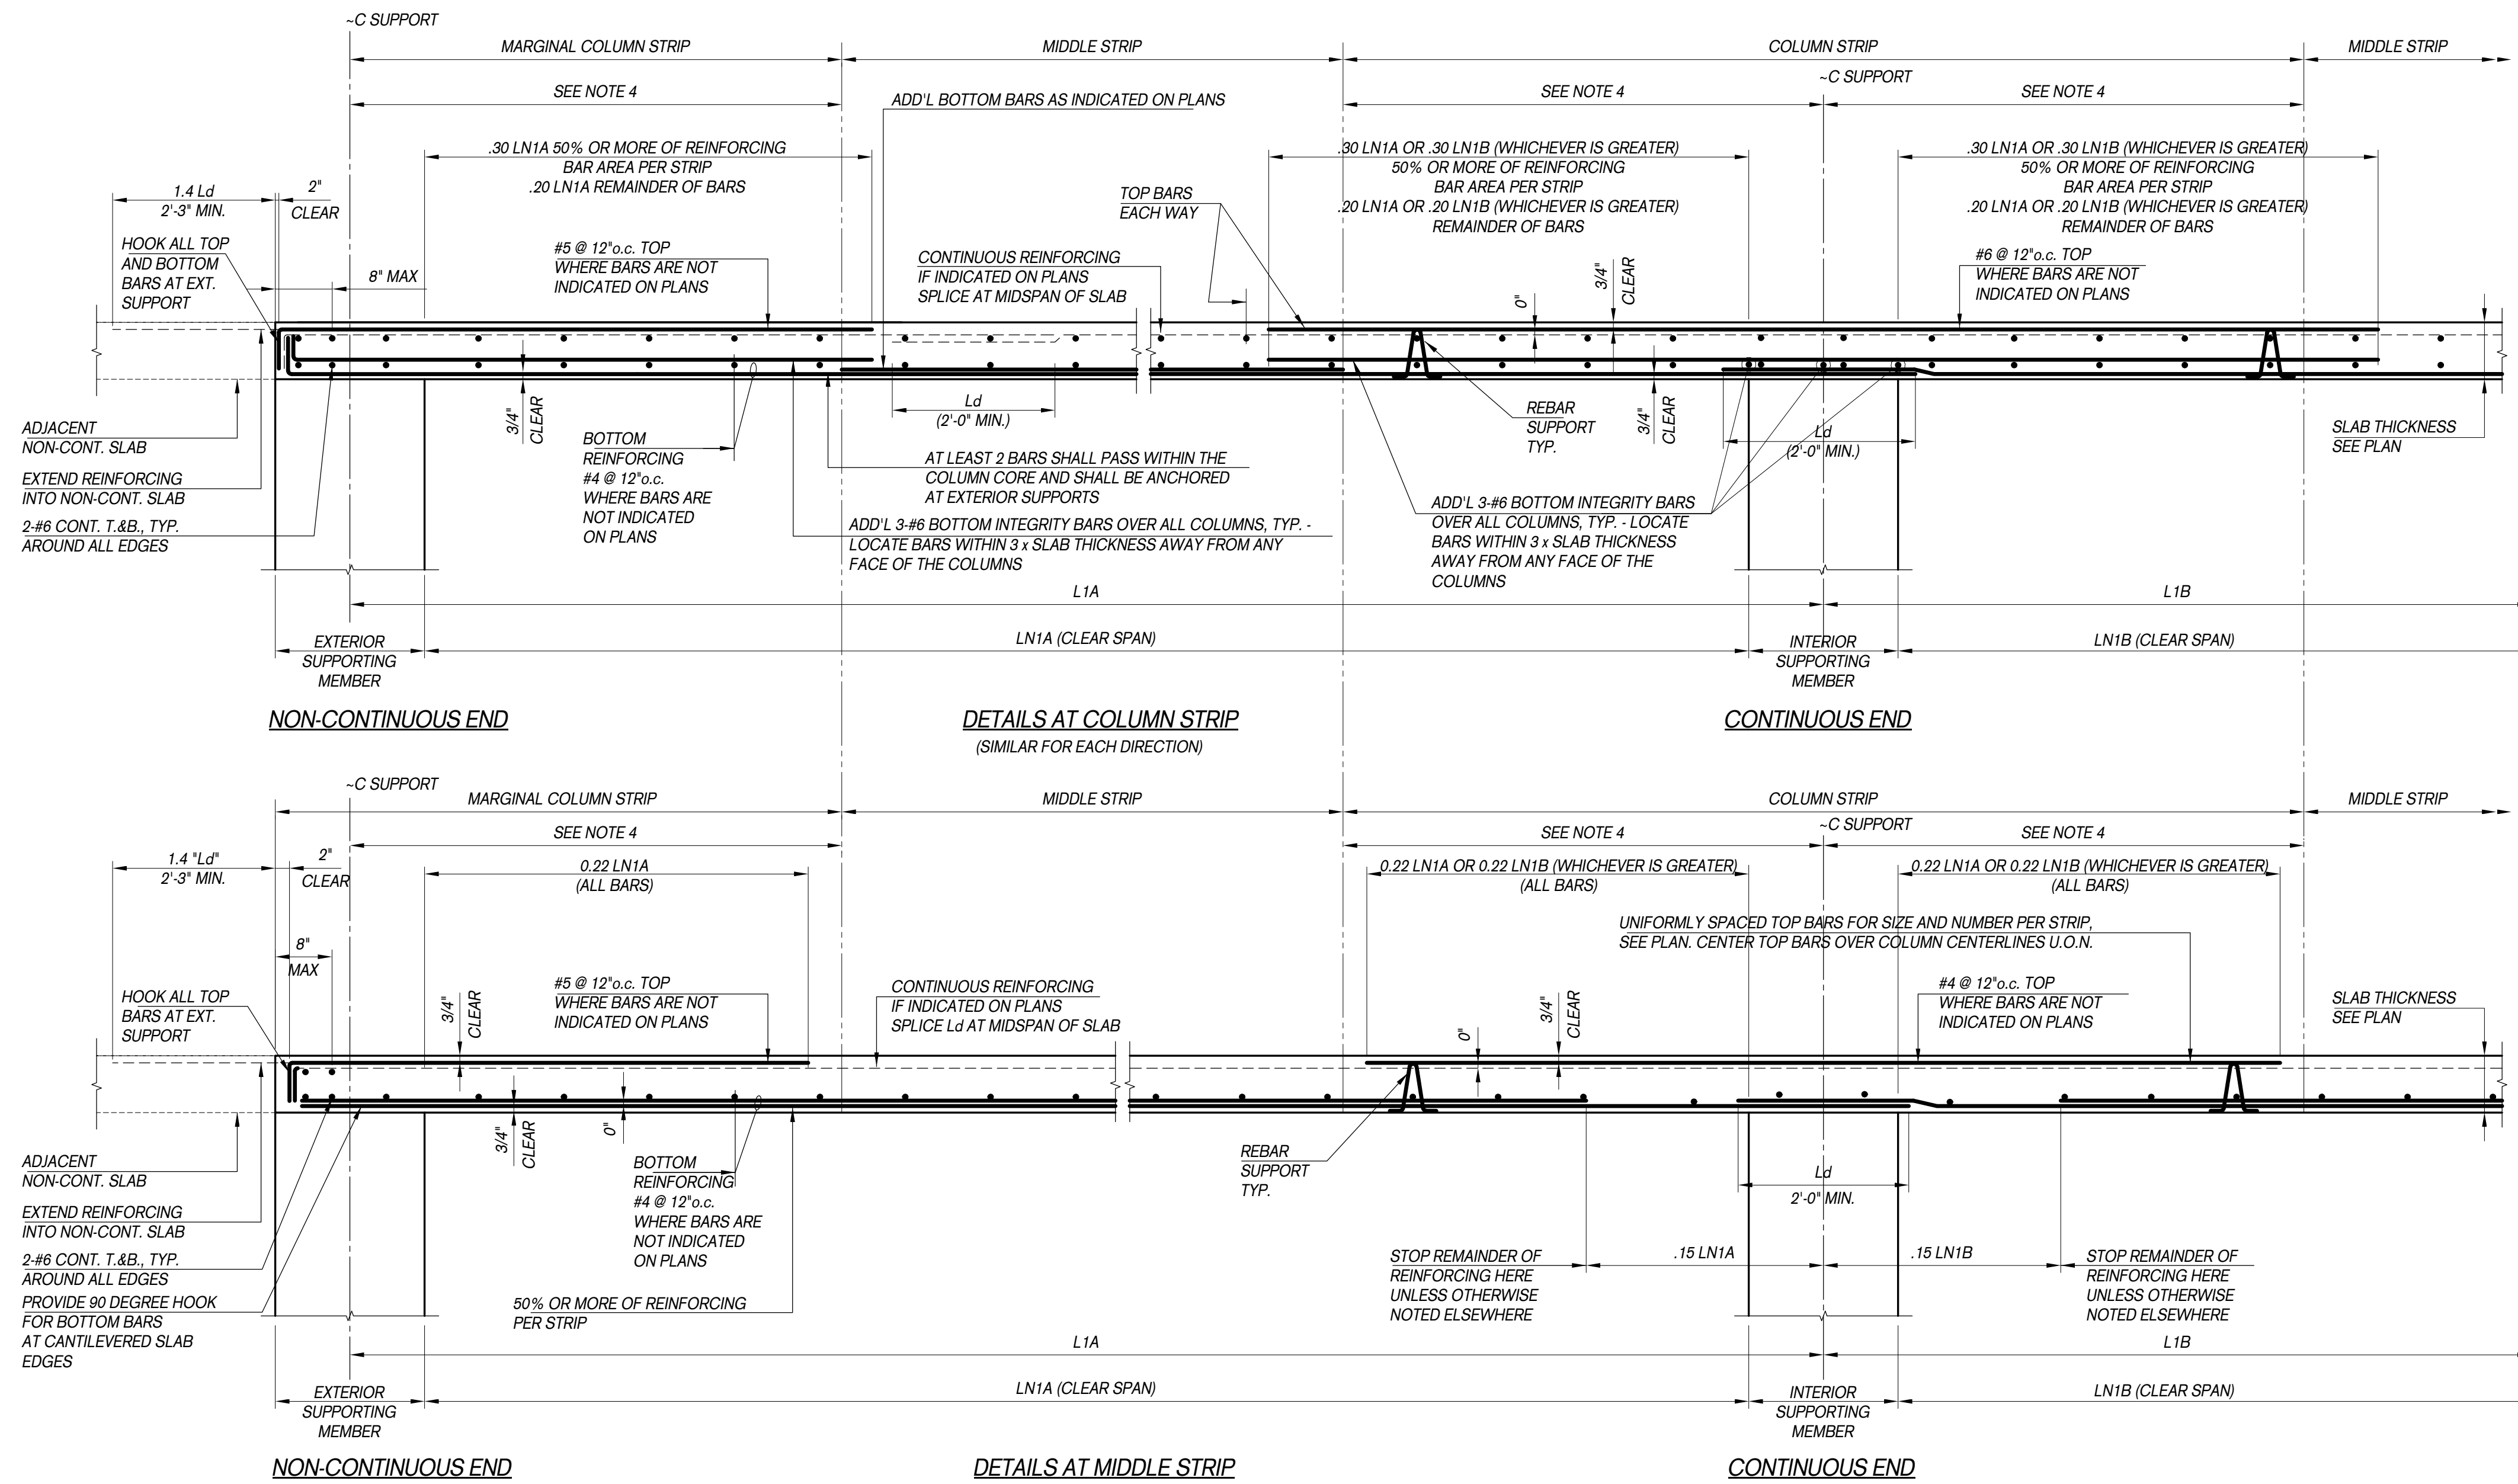 ~C SUPPORT
MARGINAL COLUMN STRIP
MIDDLE STRIP
COLUMN STRIP
MIDDLE STRIP
~C SUPPORT
SEE NOTE 4
ADD'L BOTTOM BARS AS INDICATED ON PLANS
SEE NOTE 4
SEE NOTE 4
.30 LN1A 50% OR MORE OF REINFORCING
BAR AREA PER STRIP
.20 LN1A REMAINDER OF BARS
.30 LN1A OR .30 LN1B (WHICHEVER IS GREATER)
50% OR MORE OF REINFORCING
BAR AREA PER STRIP
.20 LN1A OR .20 LN1B (WHICHEVER IS GREATER)
REMAINDER OF BARS
.30 LN1A OR .30 LN1B (WHICHEVER IS GREATER)
50% OR MORE OF REINFORCING
BAR AREA PER STRIP
.20 LN1A OR .20 LN1B (WHICHEVER IS GREATER)
REMAINDER OF BARS
1.4 Ld
2'-3" MIN.
2"
CLEAR
TOP BARS
EACH WAY
HOOK ALL TOP
AND BOTTOM
BARS AT EXT.
SUPPORT
8" MAX
#5 @ 12"o.c. TOP
WHERE BARS ARE NOT
INDICATED ON PLANS
CONTINUOUS REINFORCING
IF INDICATED ON PLANS
SPLICE AT MIDSPAN OF SLAB
0"
3/4"
CLEAR
#6 @ 12"o.c. TOP
WHERE BARS ARE NOT
INDICATED ON PLANS
ADJACENT
NON-CONT. SLAB
EXTEND REINFORCING
INTO NON-CONT. SLAB
2-#6 CONT. T.&B., TYP.
AROUND ALL EDGES
3/4"
CLEAR
BOTTOM
REINFORCING
#4 @ 12"o.c.
WHERE BARS ARE
NOT INDICATED
ON PLANS
Ld
(2'-0" MIN.)
AT LEAST 2 BARS SHALL PASS WITHIN THE
COLUMN CORE AND SHALL BE ANCHORED
AT EXTERIOR SUPPORTS
ADD'L 3-#6 BOTTOM INTEGRITY BARS OVER ALL COLUMNS, TYP. -
LOCATE BARS WITHIN 3 x SLAB THICKNESS AWAY FROM ANY
FACE OF THE COLUMNS
REBAR
SUPPORT
TYP.
3/4"
CLEAR
Ld
(2'-0" MIN.)
ADD'L 3-#6 BOTTOM INTEGRITY BARS
OVER ALL COLUMNS, TYP. - LOCATE
BARS WITHIN 3 x SLAB THICKNESS
AWAY FROM ANY FACE OF THE
COLUMNS
SLAB THICKNESS
SEE PLAN
L1A
L1B
EXTERIOR
SUPPORTING
MEMBER
LN1A (CLEAR SPAN)
INTERIOR
SUPPORTING
MEMBER
LN1B (CLEAR SPAN)
NON-CONTINUOUS END
DETAILS AT COLUMN STRIP
(SIMILAR FOR EACH DIRECTION)
CONTINUOUS END
~C SUPPORT
MARGINAL COLUMN STRIP
MIDDLE STRIP
COLUMN STRIP
MIDDLE STRIP
SEE NOTE 4
SEE NOTE 4
~C SUPPORT
SEE NOTE 4
1.4 "Ld"
2'-3" MIN.
2"
CLEAR
0.22 LN1A
(ALL BARS)
0.22 LN1A OR 0.22 LN1B (WHICHEVER IS GREATER)
(ALL BARS)
0.22 LN1A OR 0.22 LN1B (WHICHEVER IS GREATER)
(ALL BARS)
UNIFORMLY SPACED TOP BARS FOR SIZE AND NUMBER PER STRIP,
SEE PLAN. CENTER TOP BARS OVER COLUMN CENTERLINES U.O.N.
8"
MAX
HOOK ALL TOP
BARS AT EXT.
SUPPORT
3/4"
CLEAR
#5 @ 12"o.c. TOP
WHERE BARS ARE NOT
INDICATED ON PLANS
CONTINUOUS REINFORCING
IF INDICATED ON PLANS
SPLICE Ld AT MIDSPAN OF SLAB
0"
3/4"
CLEAR
#4 @ 12"o.c. TOP
WHERE BARS ARE NOT
INDICATED ON PLANS
SLAB THICKNESS
SEE PLAN
ADJACENT
NON-CONT. SLAB
EXTEND REINFORCING
INTO NON-CONT. SLAB
2-#6 CONT. T.&B., TYP.
AROUND ALL EDGES
PROVIDE 90 DEGREE HOOK
FOR BOTTOM BARS
AT CANTILEVERED SLAB
EDGES
3/4"
CLEAR
0"
BOTTOM
REINFORCING
#4 @ 12"o.c.
WHERE BARS ARE
NOT INDICATED
ON PLANS
50% OR MORE OF REINFORCING
PER STRIP
REBAR
SUPPORT
TYP.
Ld
2'-0" MIN.
STOP REMAINDER OF
REINFORCING HERE
UNLESS OTHERWISE
NOTED ELSEWHERE
.15 LN1A
.15 LN1B
STOP REMAINDER OF
REINFORCING HERE
UNLESS OTHERWISE
NOTED ELSEWHERE
L1A
L1B
EXTERIOR
SUPPORTING
MEMBER
LN1A (CLEAR SPAN)
INTERIOR
SUPPORTING
MEMBER
LN1B (CLEAR SPAN)
NON-CONTINUOUS END
DETAILS AT MIDDLE STRIP
CONTINUOUS END